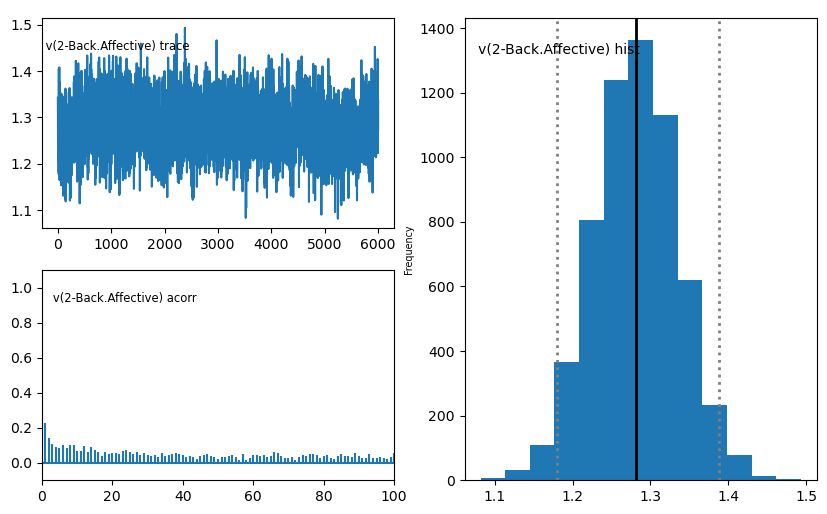 v(2-Back.Affective) trace
1.5
1.4
1.3
1.2
1.1
0 1000 2000 3000 4000 5000 6000
v(2-Back.Affective) acorr
1.0
0.8
0.6
0.4
0.2
0.0
0 20 40 60 80 100
v(2-Back.Affective) hist
Frequency
1400
1200
1000
800
600
400
200
0
1.1 1.2 1.3 1.4 1.5